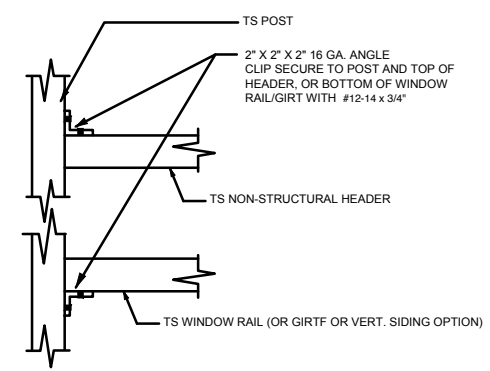 TS POST
2" X 2" X 2" 16 GA. ANGLE
CLIP SECURE TO POST AND TOP OF
HEADER, OR BOTTOM OF WINDOW
RAIL/GIRT WITH #12-14 x 3/4"
TS NON-STRUCTURAL HEADER
TS WINDOW RAIL (OR GIRTF OR VERT. SIDING OPTION)